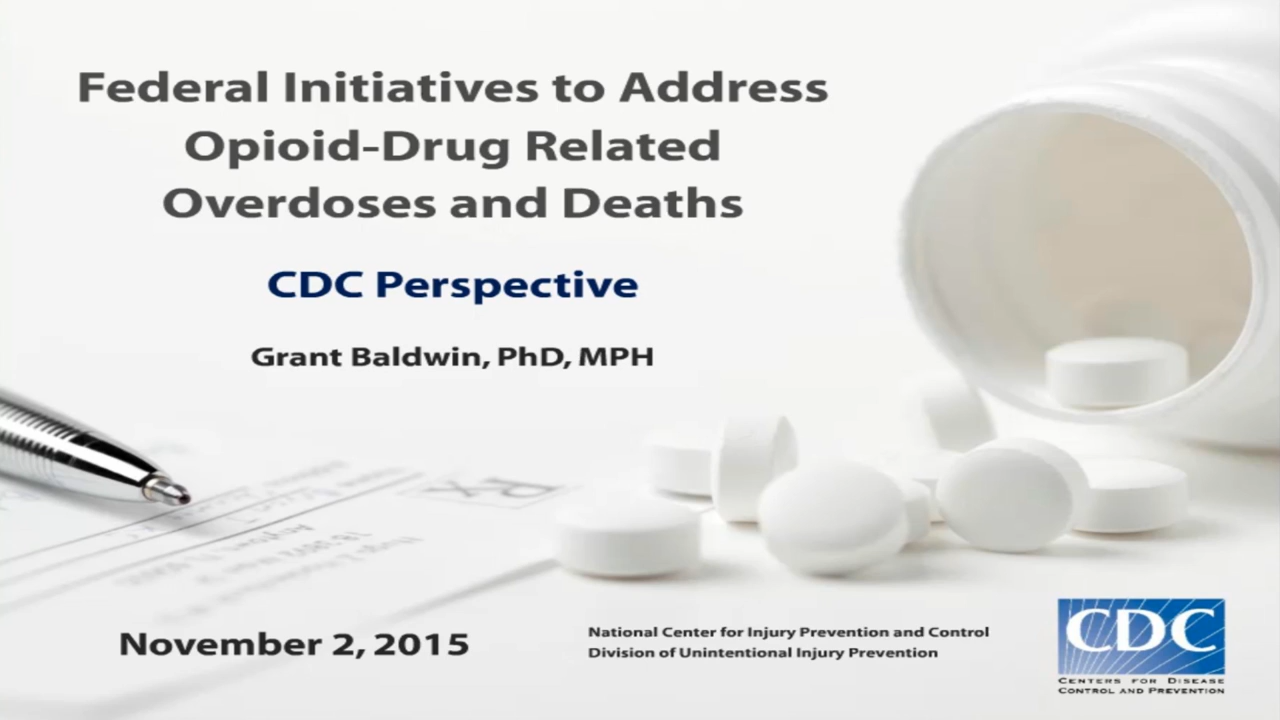 Federal Initiatives to Address
Opioid-Drug Related
Overdoses and Deaths
CDC Perspective
Grant Baldwin, PhD, MPH
Rx
November 2, 2015
National Center for Injury Prevention and Control
Division of Unintentional Injury Prevention
CDC
CENTERS FOR DISEASE
CONTROL AND PREVENTION